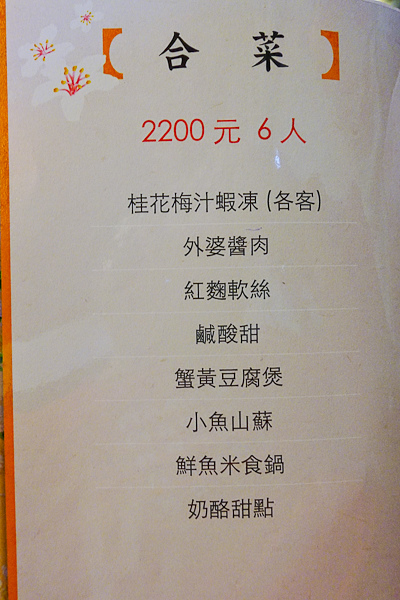 【合菜】
2200元 6人
桂花梅汁蝦凍(各客)
外婆醬肉
紅麴軟絲
鹹酸甜
蟹黃豆腐煲
小魚山蘇
鮮魚米食鍋
奶酪甜點